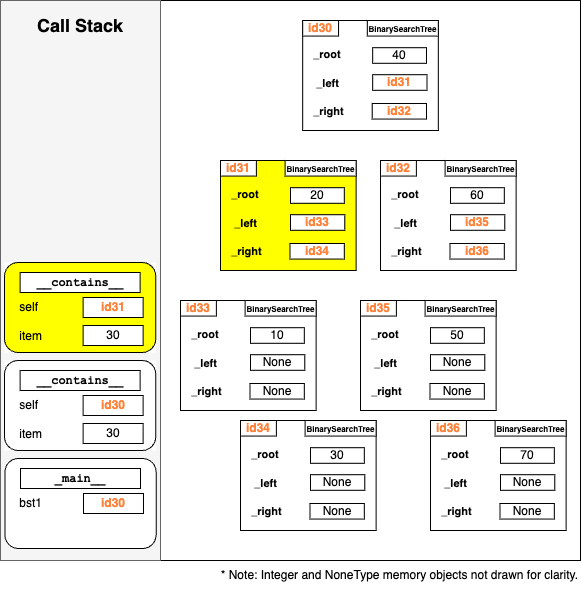 Call Stack
__contains__
self id31
item 30
__contains__
self id30
item 30
_main__
bst1 id30
id30 BinarySearchTree
_root 40
_left id31
_right id32
id31 BinarySearchTree
_root 20
_left id33
_right id34
id32 BinarySearchTree
_root 60
_left id35
_right id36
id33 BinarySearchTree
_root 10
_left None
_right None
id35 BinarySearchTree
_root 50
_left None
_right None
id34 BinarySearchTree
_root 30
_left None
_right None
id36 BinarySearchTree
_root 70
_left None
_right None
* Note: Integer and NoneType memory objects not drawn for clarity.